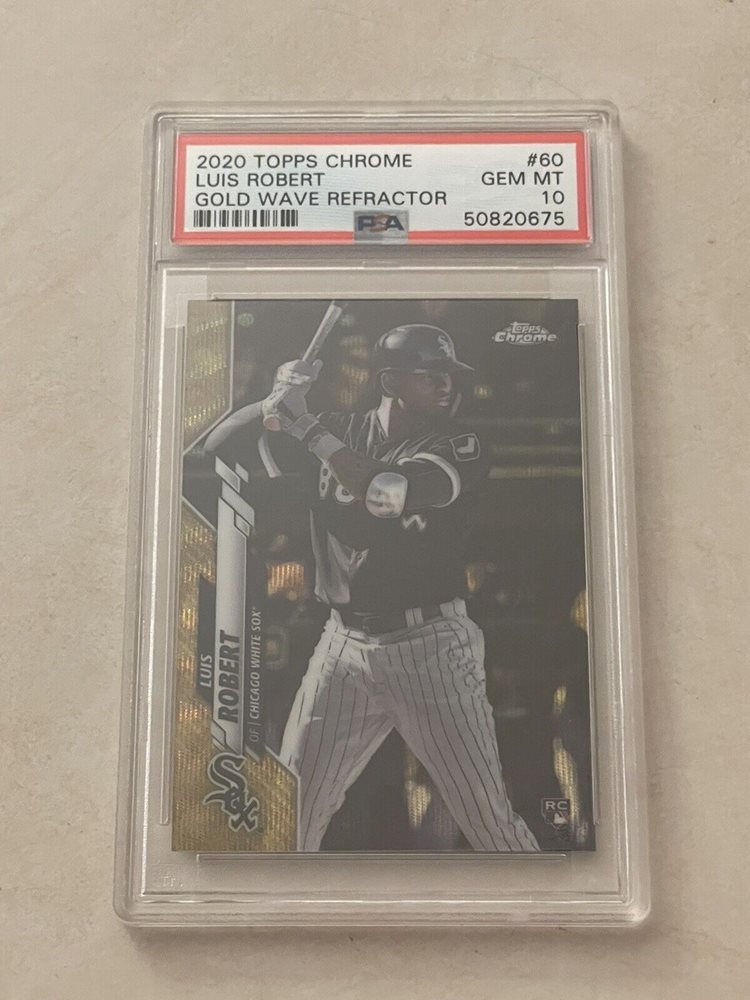 2020 TOPPS CHROME #60
LUIS ROBERT GEM MT
GOLD WAVE REFRACTOR 10
PSA 50820675
Topps
Chrome
LUIS
ROBERT
OF | CHICAGO WHITE SOX®
Sox
RC